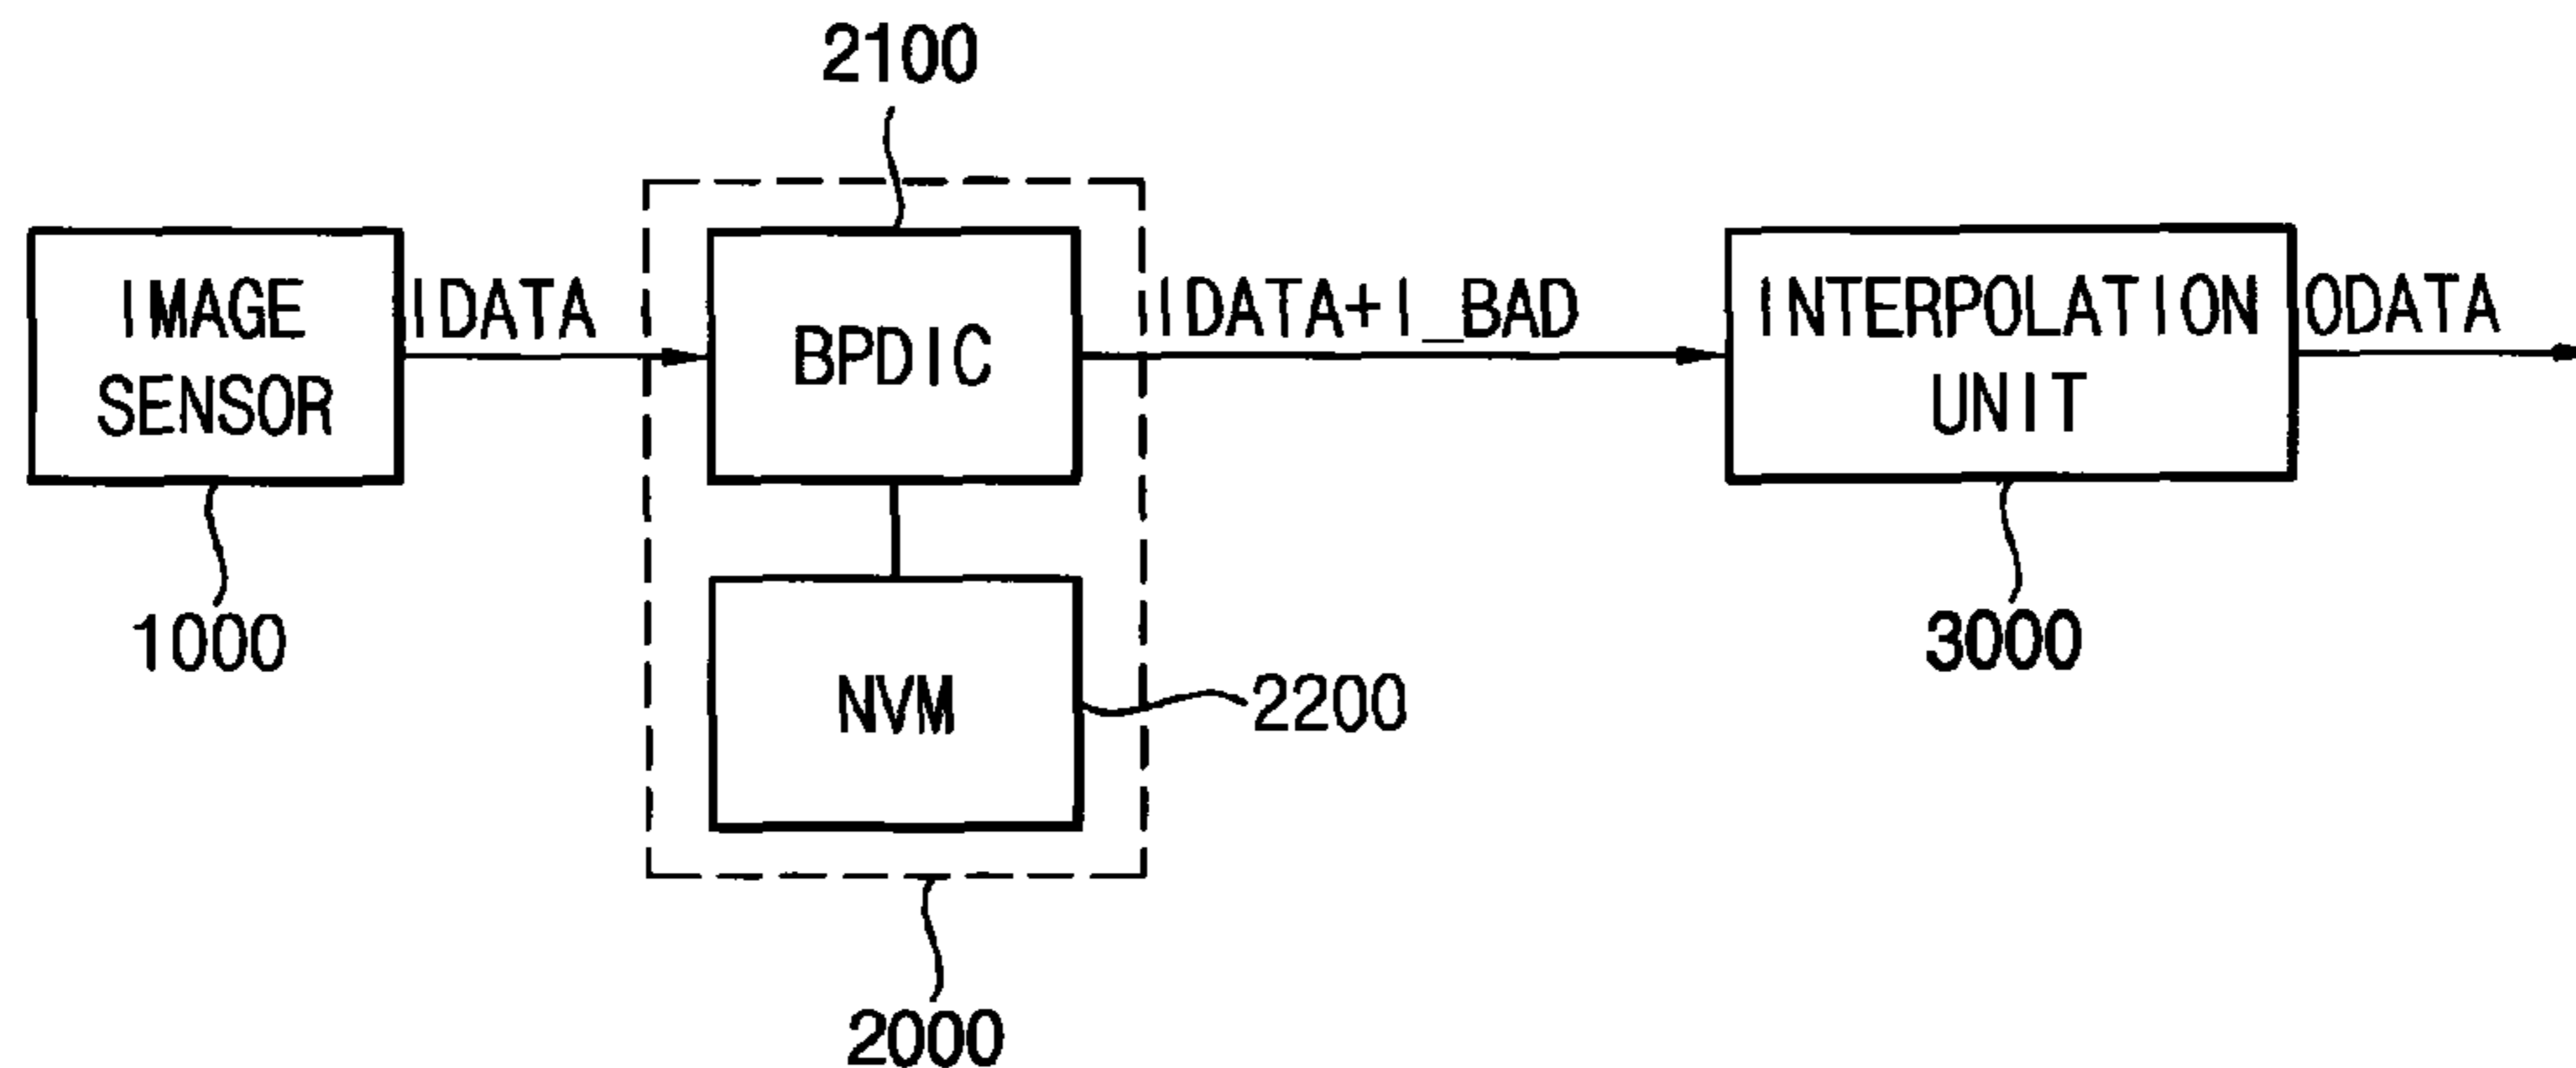 2100
IMAGE
SENSOR
IDATA
BPDIC
IDATA+I_BAD
INTERPOLATION
UNIT
ODATA
1000
NVM
2200
3000
2000